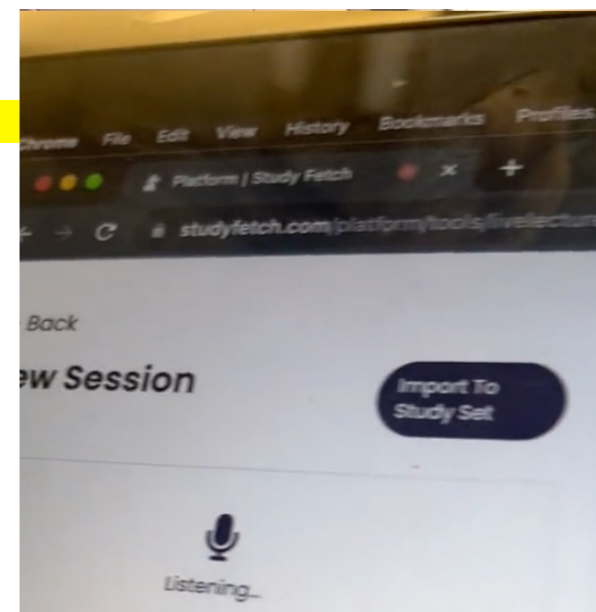 Chrome File Edit View History Bookmarks Profiles
Platform | Study Fetch
studyfetch.com/platform/tools/livelecture
Back
ew Session
Import To
Study Set
Listening...